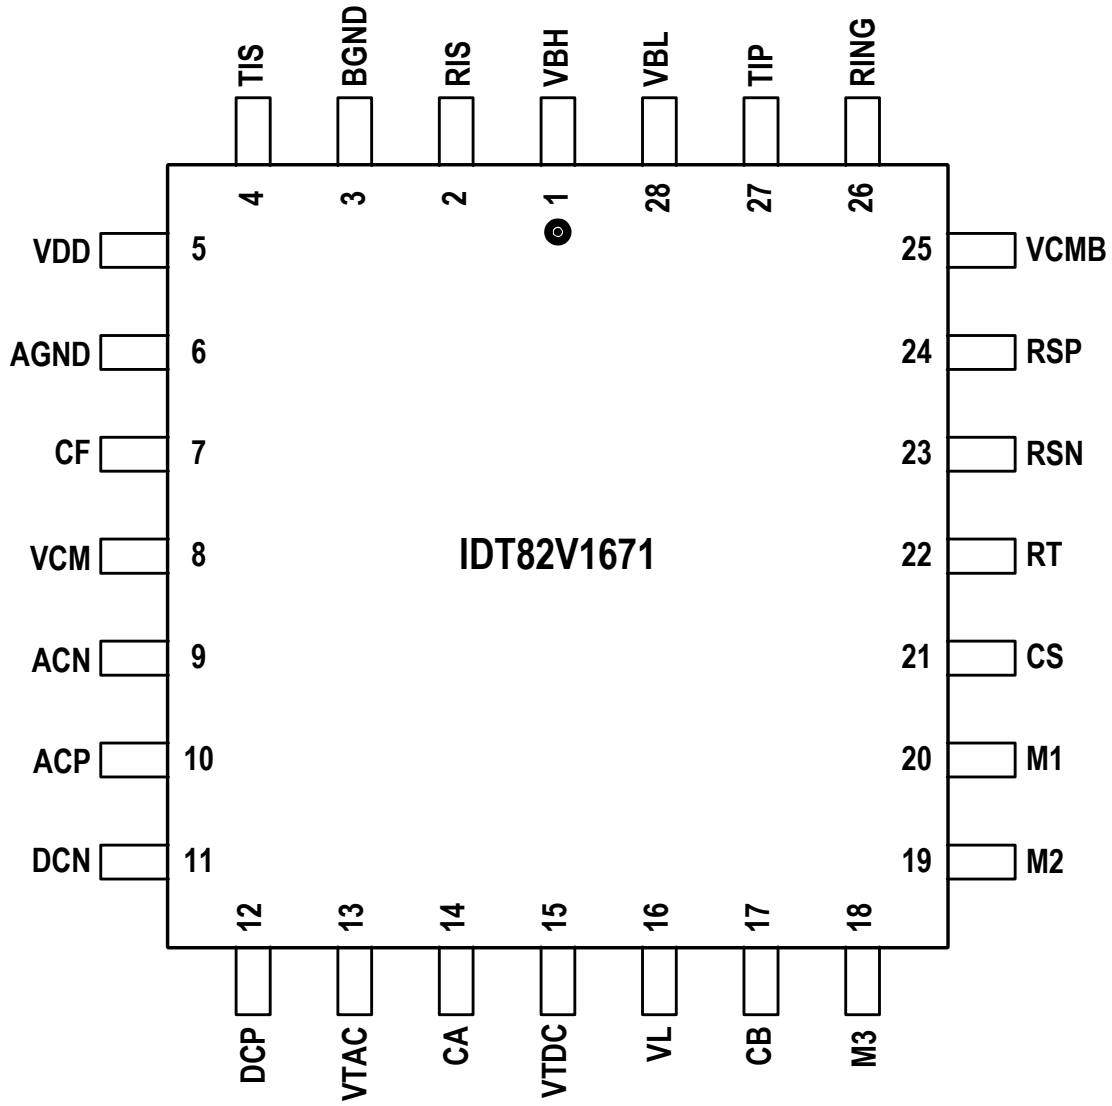 TIS
BGND
RIS
VBH
VBL
TIP
RING
4
3
2
1
28
27
26
VDD 5
25 VCMB
AGND 6
24 RSP
CF 7
23 RSN
VCM 8
IDT82V1671
22 RT
ACN 9
21 CS
ACP 10
20 M1
DCN 11
19 M2
12
13
14
15
16
17
18
DCP
VTAC
CA
VTDC
VL
CB
M3